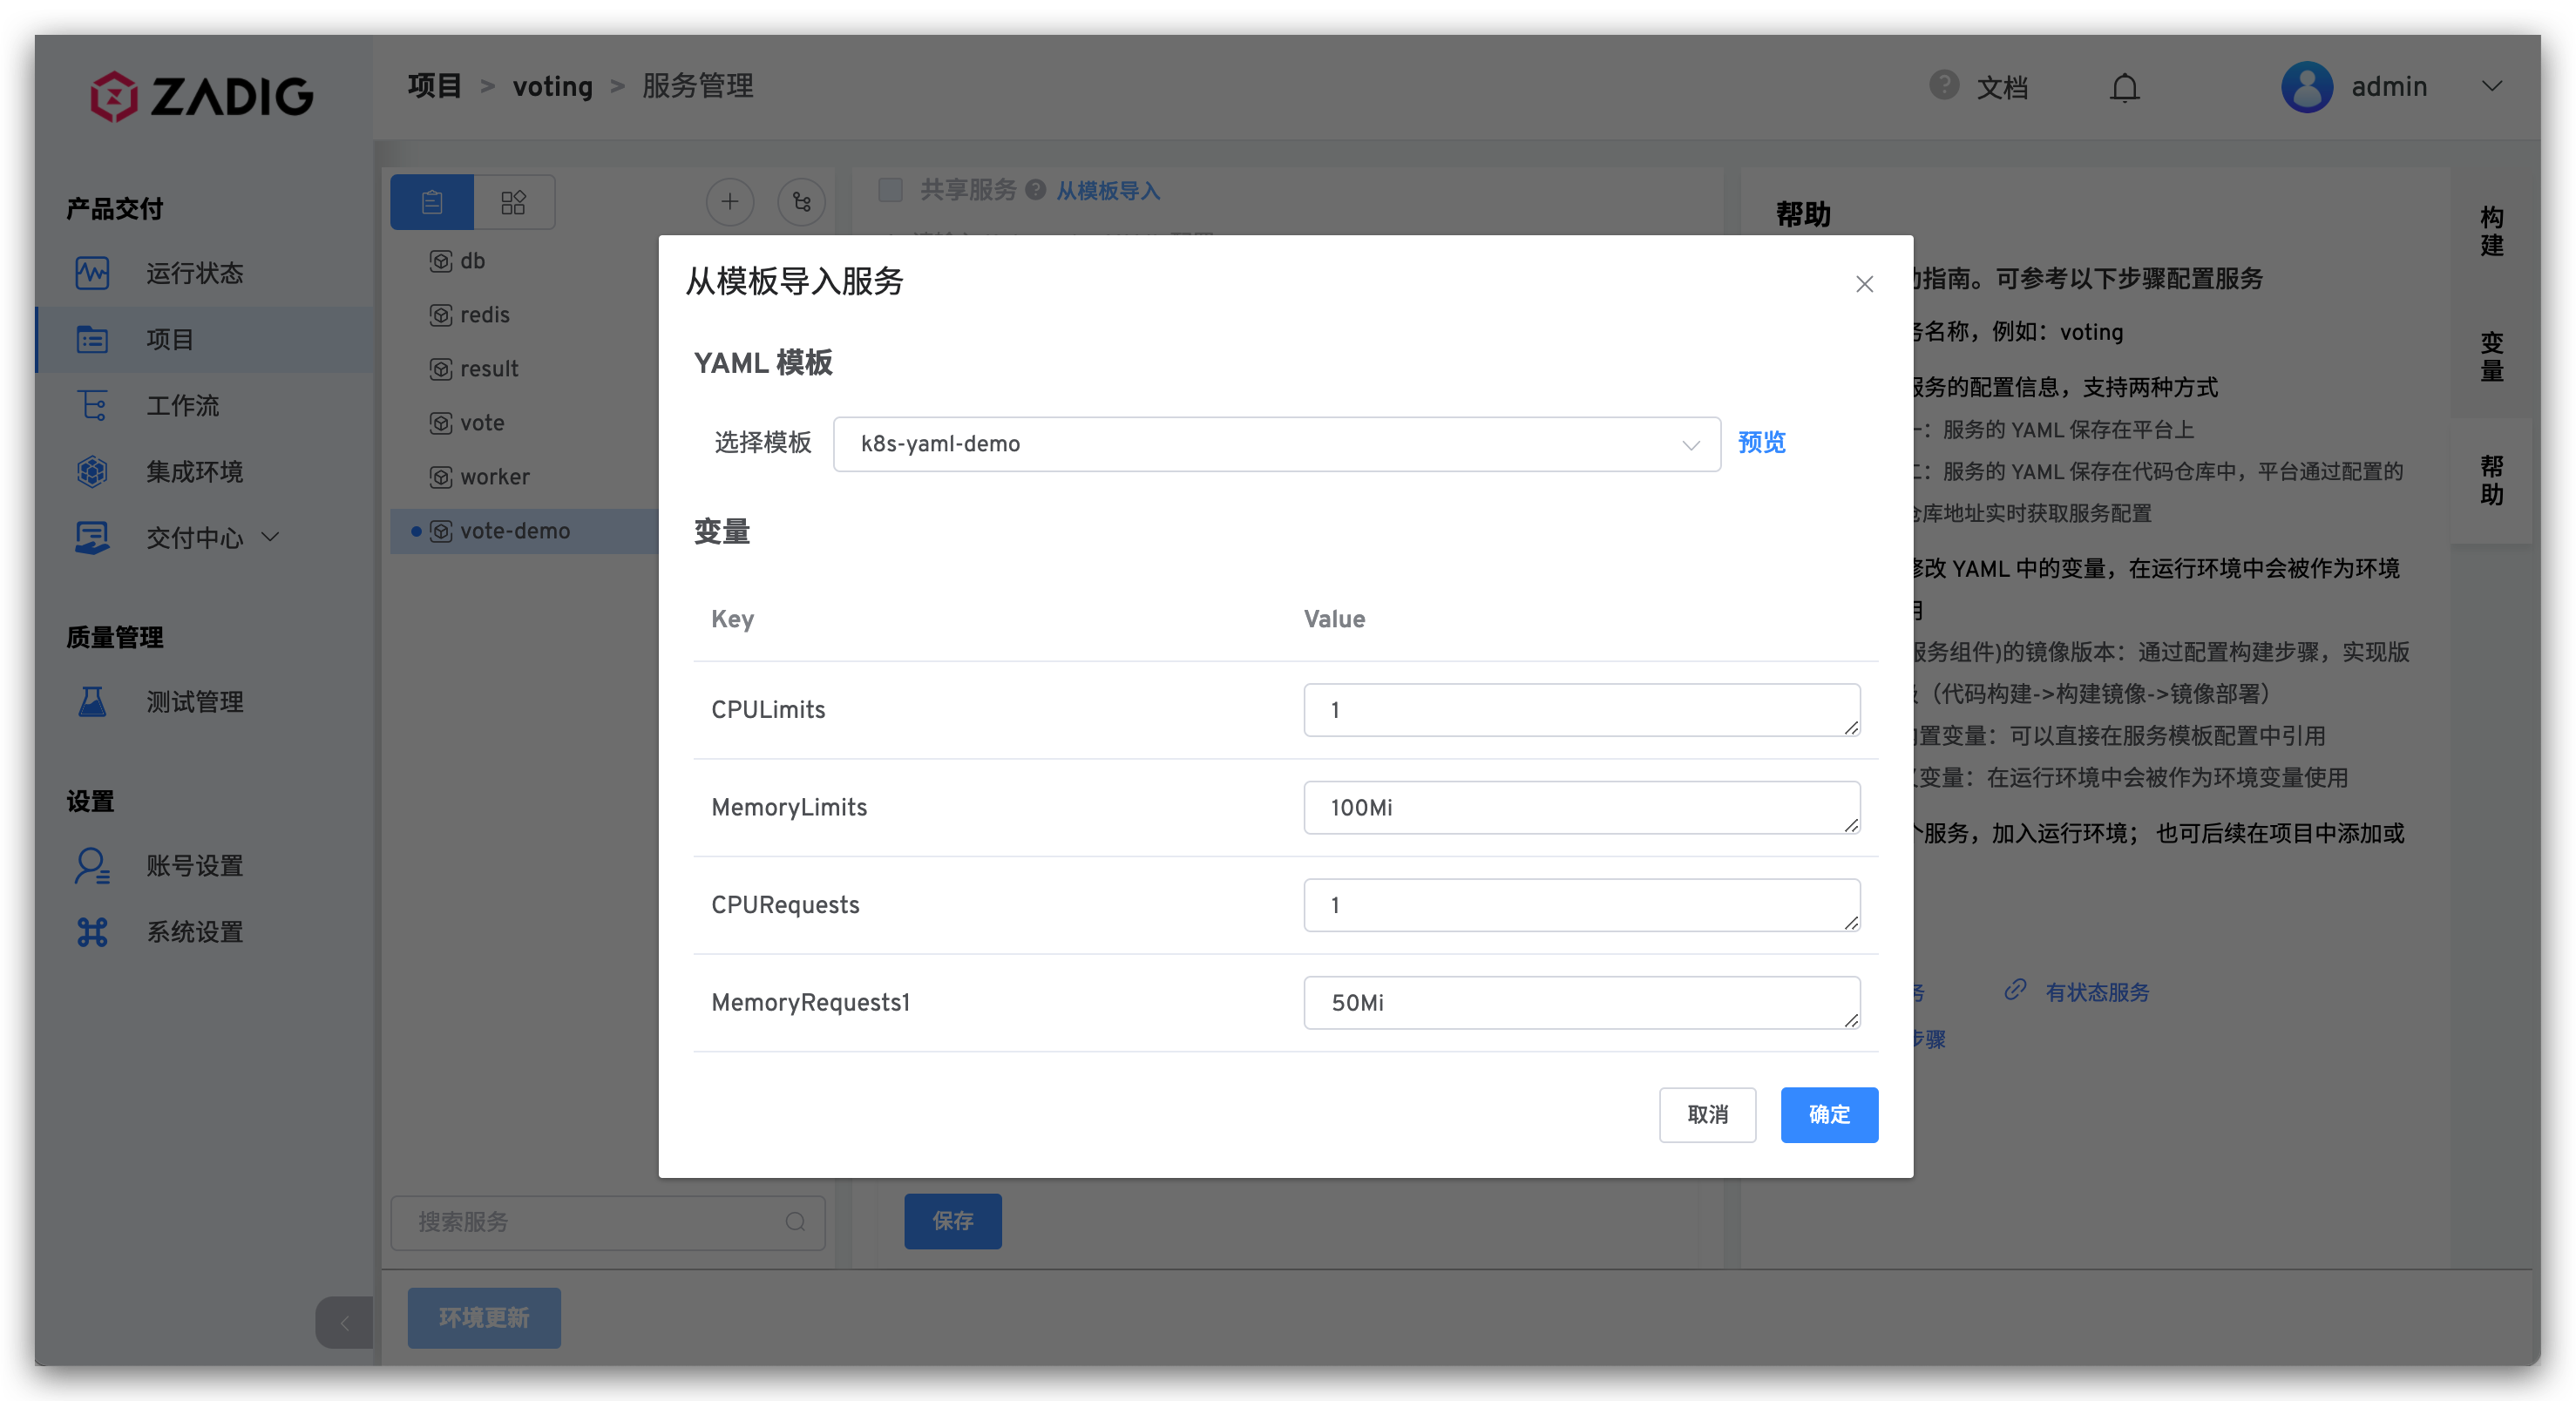 ZADIG
项目 > voting > 服务管理
文档
admin
产品交付
运行状态
项目
工作流
集成环境
交付中心
质量管理
测试管理
设置
账号设置
系统设置
db
redis
result
vote
worker
vote-demo
搜索服务
环境更新
共享服务 从模板导入
从模板导入服务
YAML 模板
选择模板 k8s-yaml-demo 预览
变量
Key Value
CPULimits 1
MemoryLimits 100Mi
CPURequests 1
MemoryRequests1 50Mi
取消 确定
保存
帮助
指南。可参考以下步骤配置服务
名称，例如：voting
服务的配置信息，支持两种方式
一：服务的 YAML 保存在平台上
二：服务的 YAML 保存在代码仓库中，平台通过配置的
仓库地址实时获取服务配置
修改 YAML 中的变量，在运行环境中会被作为环境
用
服务组件)的镜像版本：通过配置构建步骤，实现版
（代码构建->构建镜像->镜像部署）
置变量：可以直接在服务模板配置中引用
变量：在运行环境中会被作为环境变量使用
个服务，加入运行环境； 也可后续在项目中添加或
务 有状态服务
步骤
构建
变量
帮助